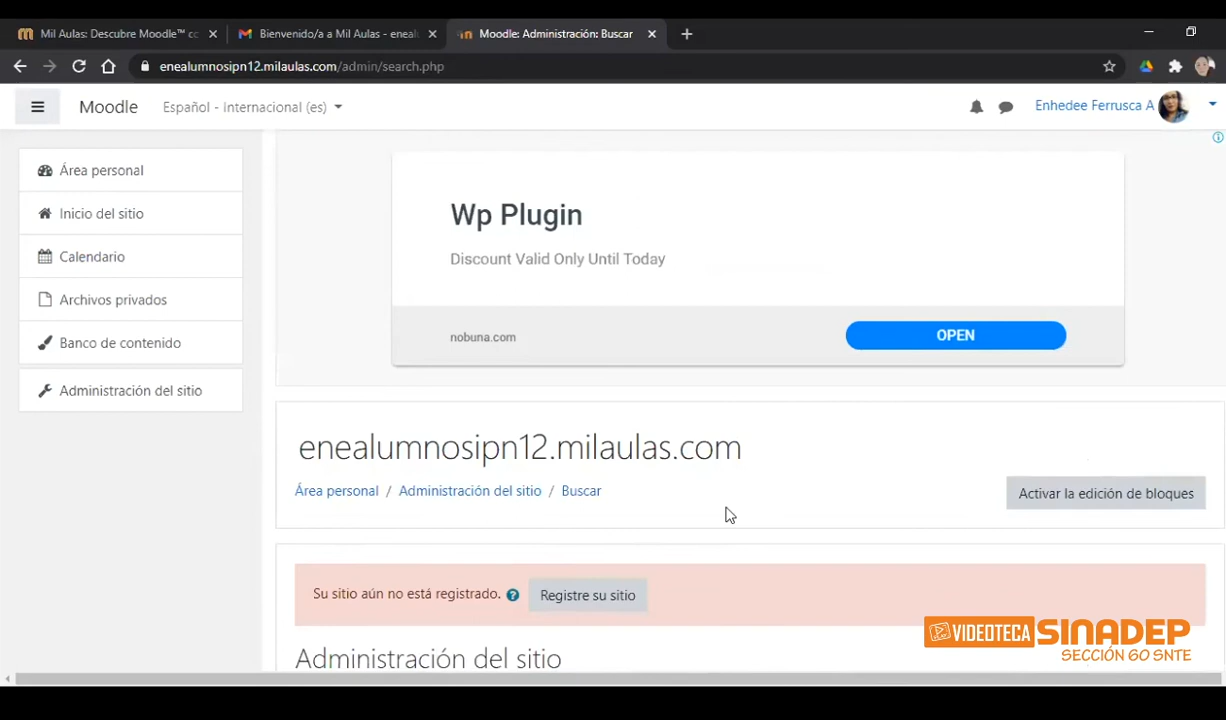 Mil Aulas: Descubre Moodle™ cc
Bienvenido/a a Mil Aulas - enealu
Moodle: Administración: Buscar
enealumnosipn12.milaulas.com/admin/search.php
Moodle
Español - Internacional (es)
Enhedee Ferrusca A
Área personal
Inicio del sitio
Calendario
Archivos privados
Banco de contenido
Administración del sitio
Wp Plugin
Discount Valid Only Until Today
nobuna.com
OPEN
enealumnosipn12.milaulas.com
Área personal / Administración del sitio / Buscar
Activar la edición de bloques
Su sitio aún no está registrado.
Registre su sitio
Administración del sitio
VIDEOTECA SINADEP
SECCIÓN 60 SNTE